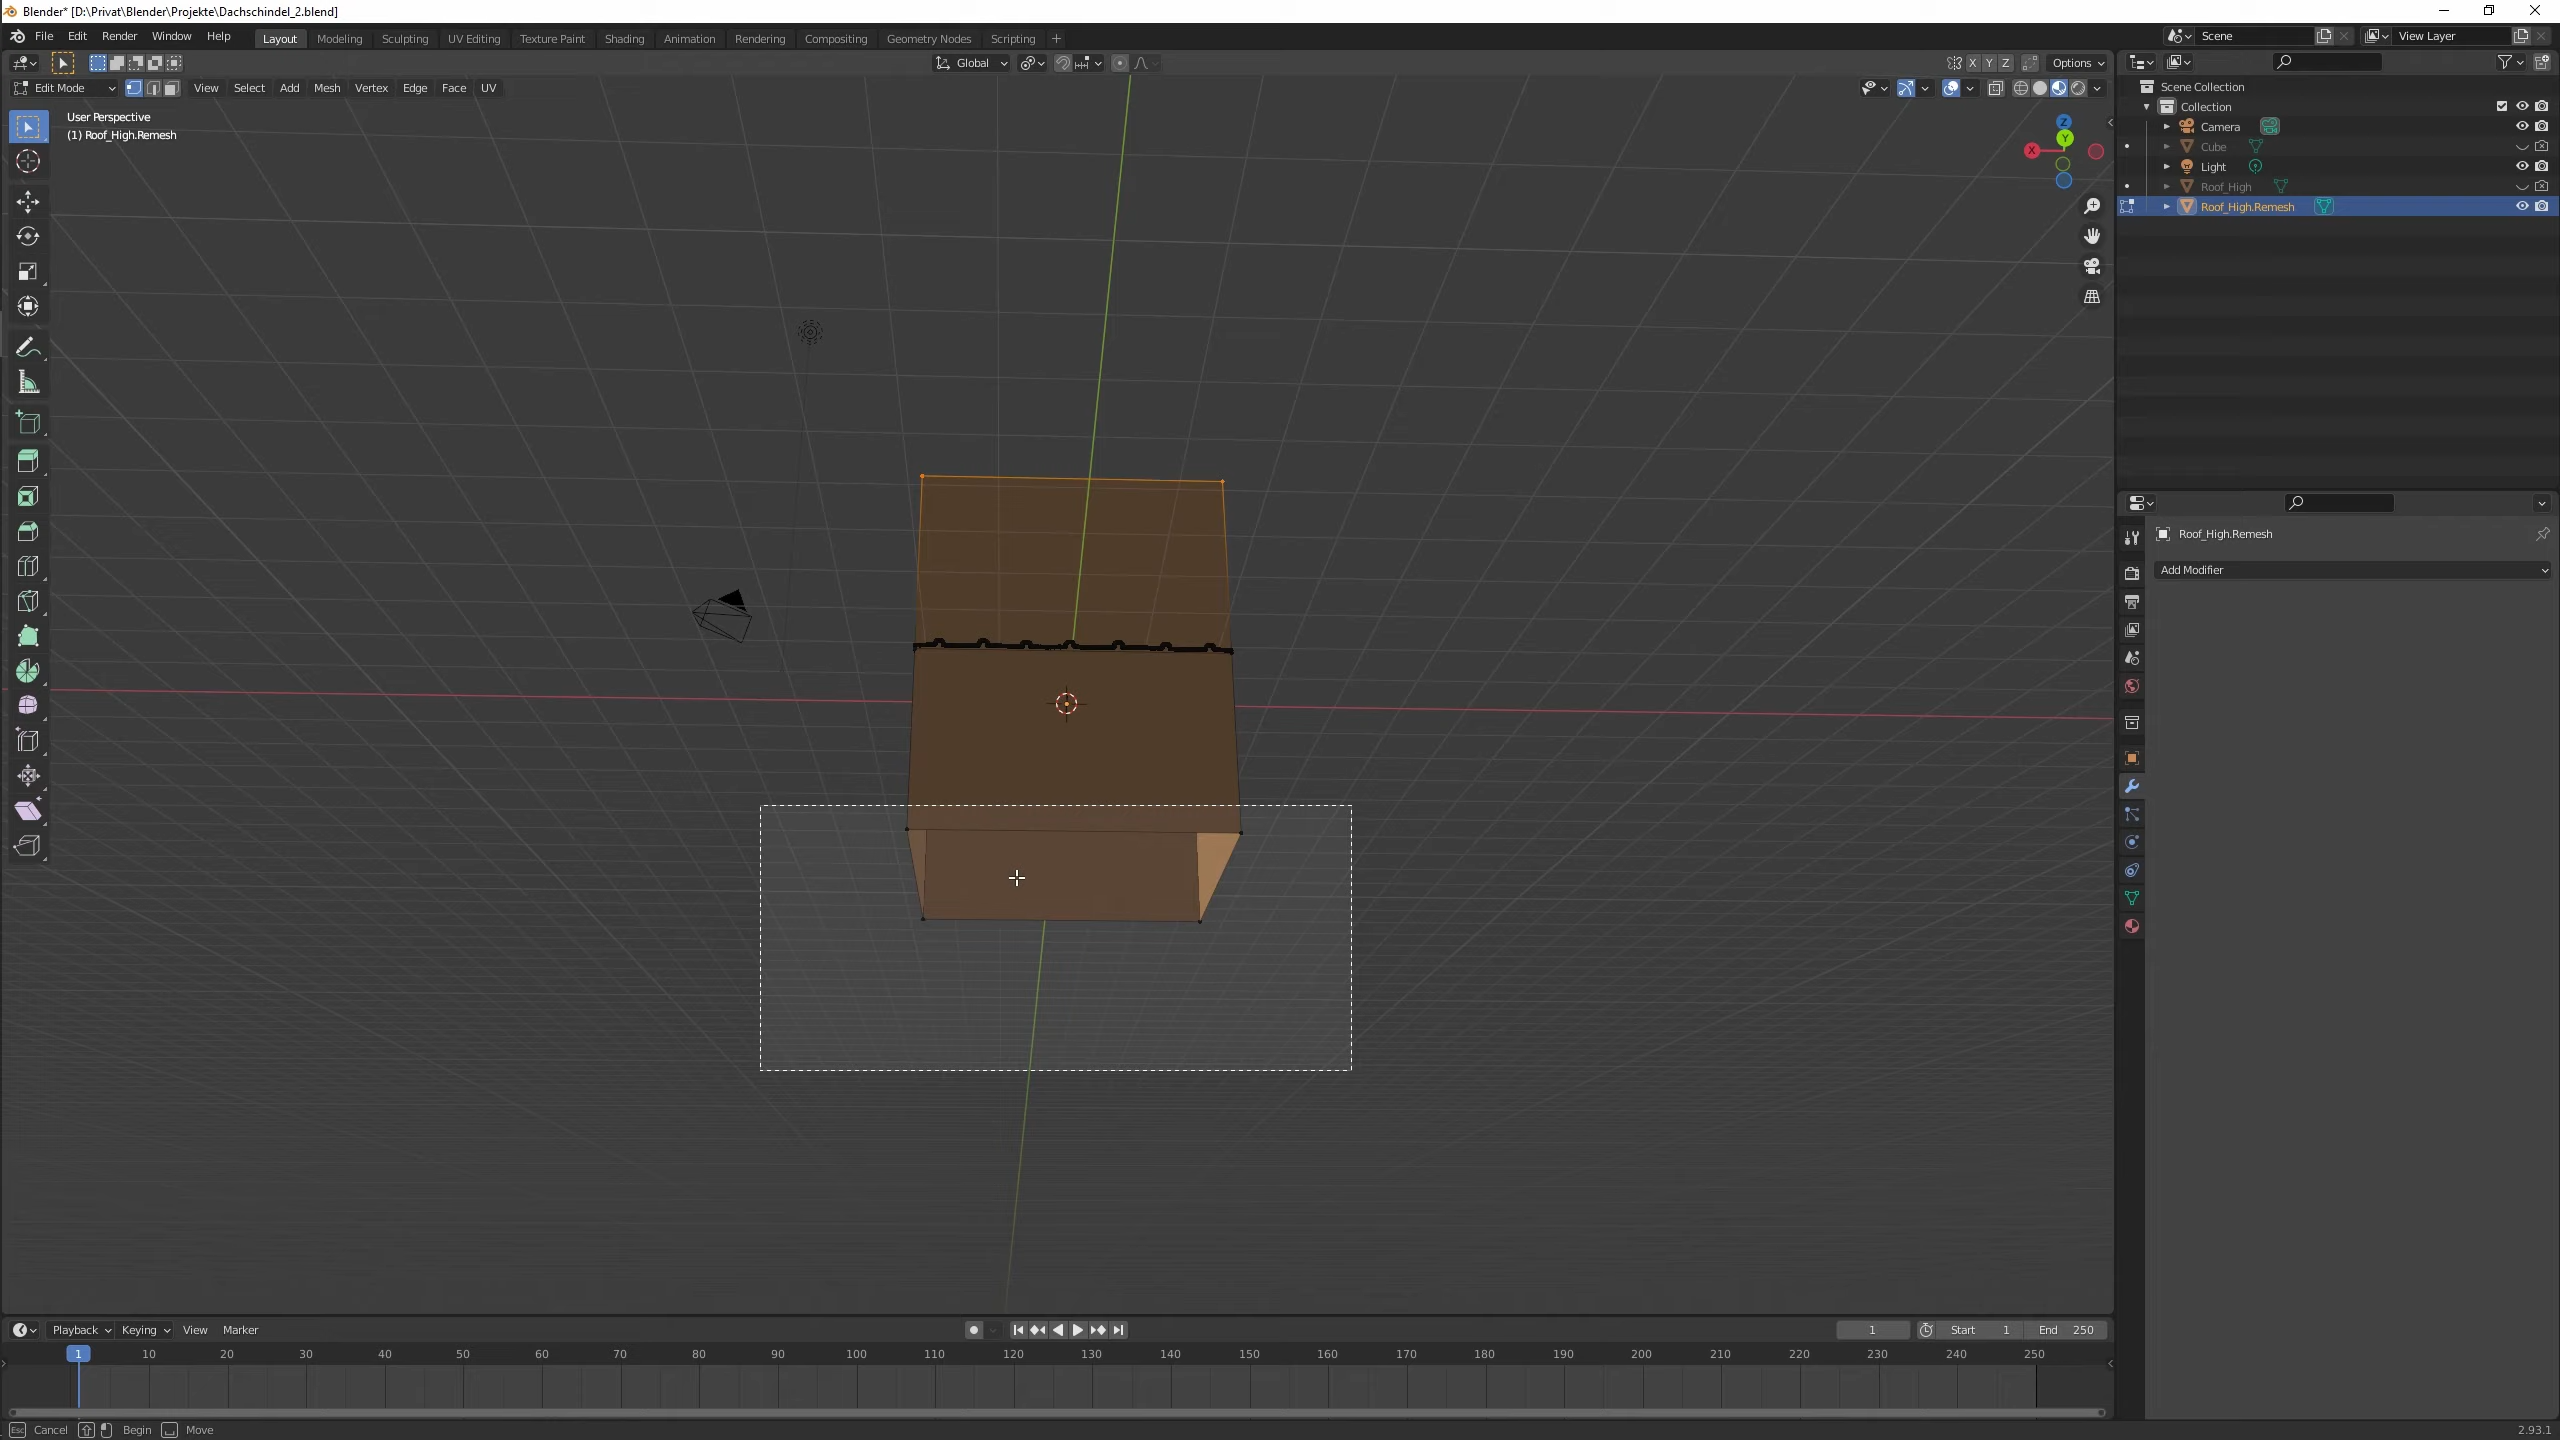 Blender* [D:\Privat\Blender\Projekte\Dachschindel_2.blend]
File Edit Render Window Help Layout Modeling Sculpting UV Editing Texture Paint Shading Animation Rendering Compositing Geometry Nodes Scripting + Scene View Layer
Global X Y Z Options
Edit Mode View Select Add Mesh Vertex Edge Face UV
User Perspective
(1) Roof_High.Remesh
Z
Y
X
Scene Collection
Collection
Camera
Cube
Light
Roof_High
Roof_High.Remesh
Roof_High.Remesh
Add Modifier
Playback Keying View Marker 1 Start 1 End 250
1 10 20 30 40 50 60 70 80 90 100 110 120 130 140 150 160 170 180 190 200 210 220 230 240 250
Esc Cancel Begin Move 2.93.1